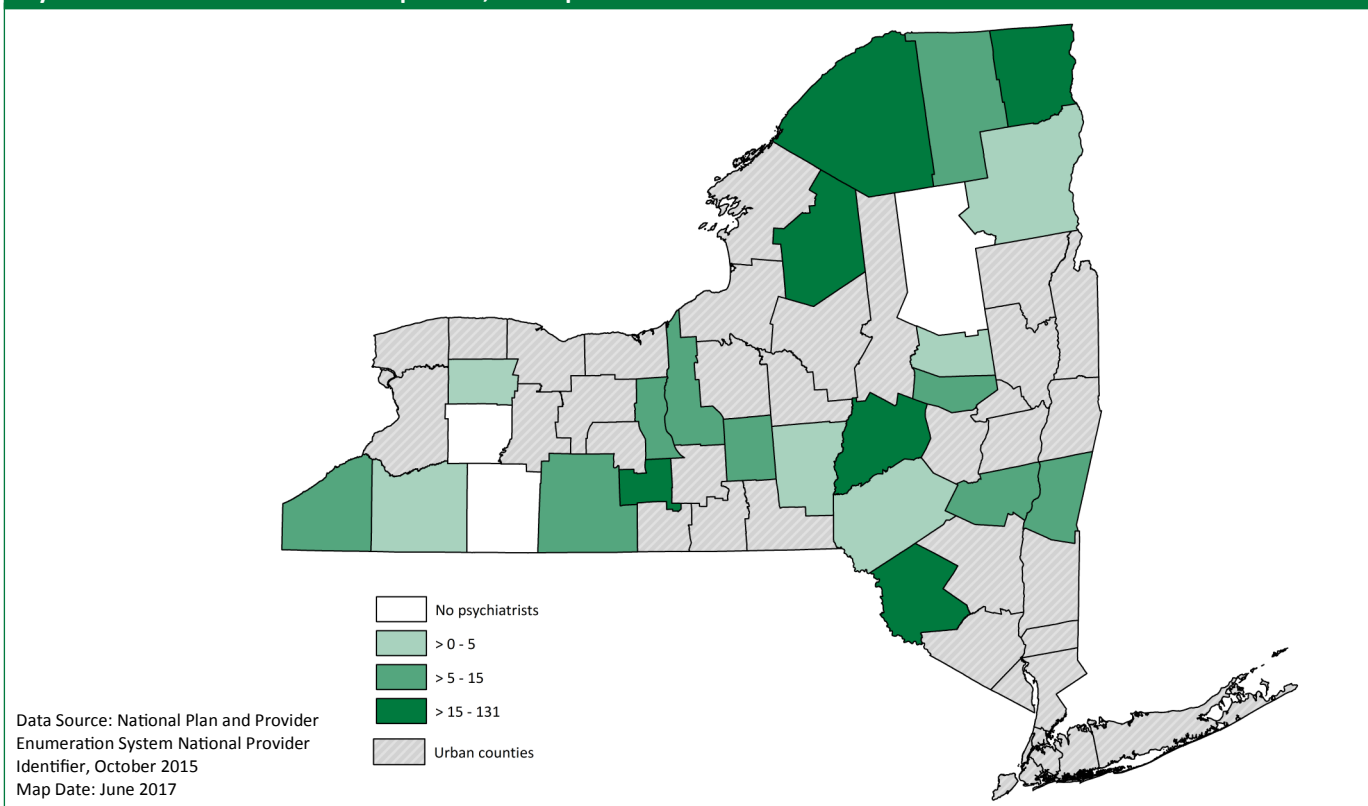 No psychiatrists
> 0 - 5
> 5 - 15
> 15 - 131
Urban counties
Data Source: National Plan and Provider
Enumeration System National Provider
Identifier, October 2015
Map Date: June 2017